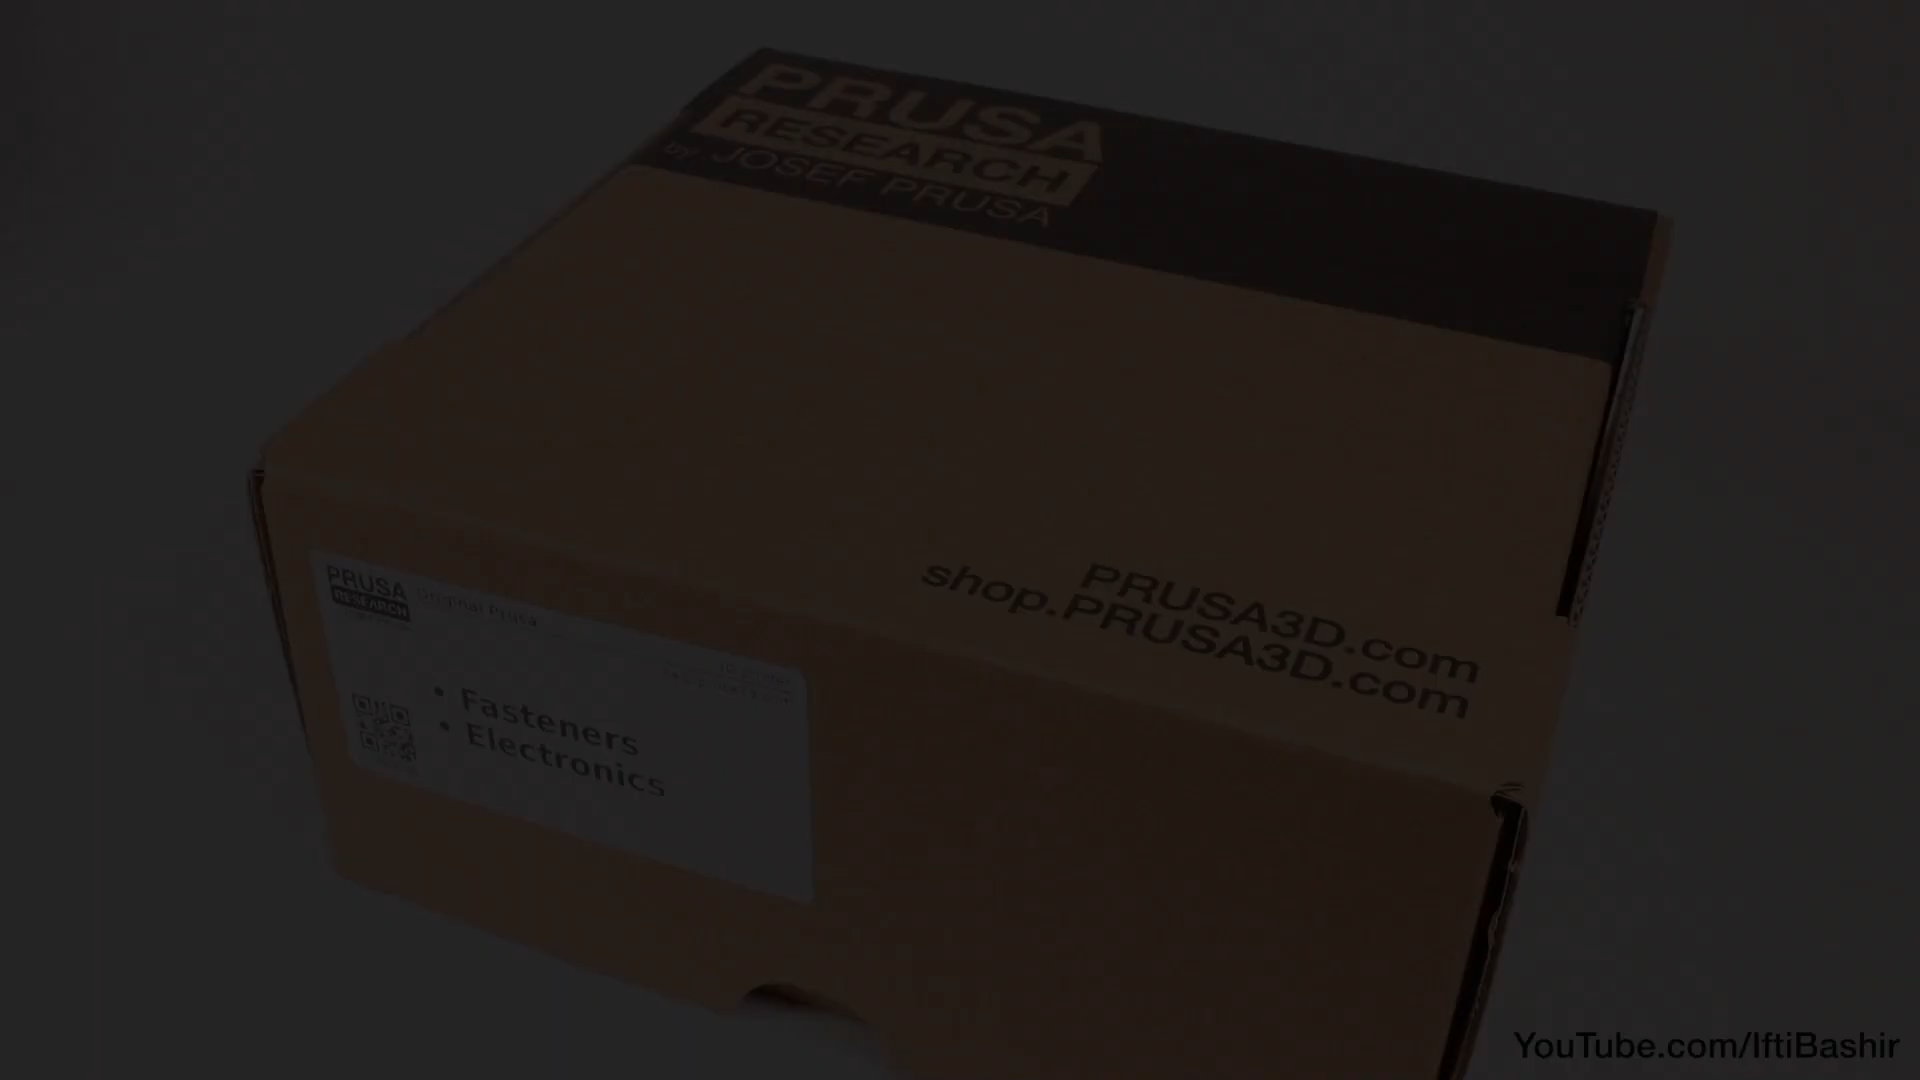 PRUSA
RESEARCH
by JOSEF PRUSA
PRUSA3D.com
shop.PRUSA3D.com
PRUSA
RESEARCH
Original Prusa
• Fasteners
• Electronics
YouTube.com/IftiBashir